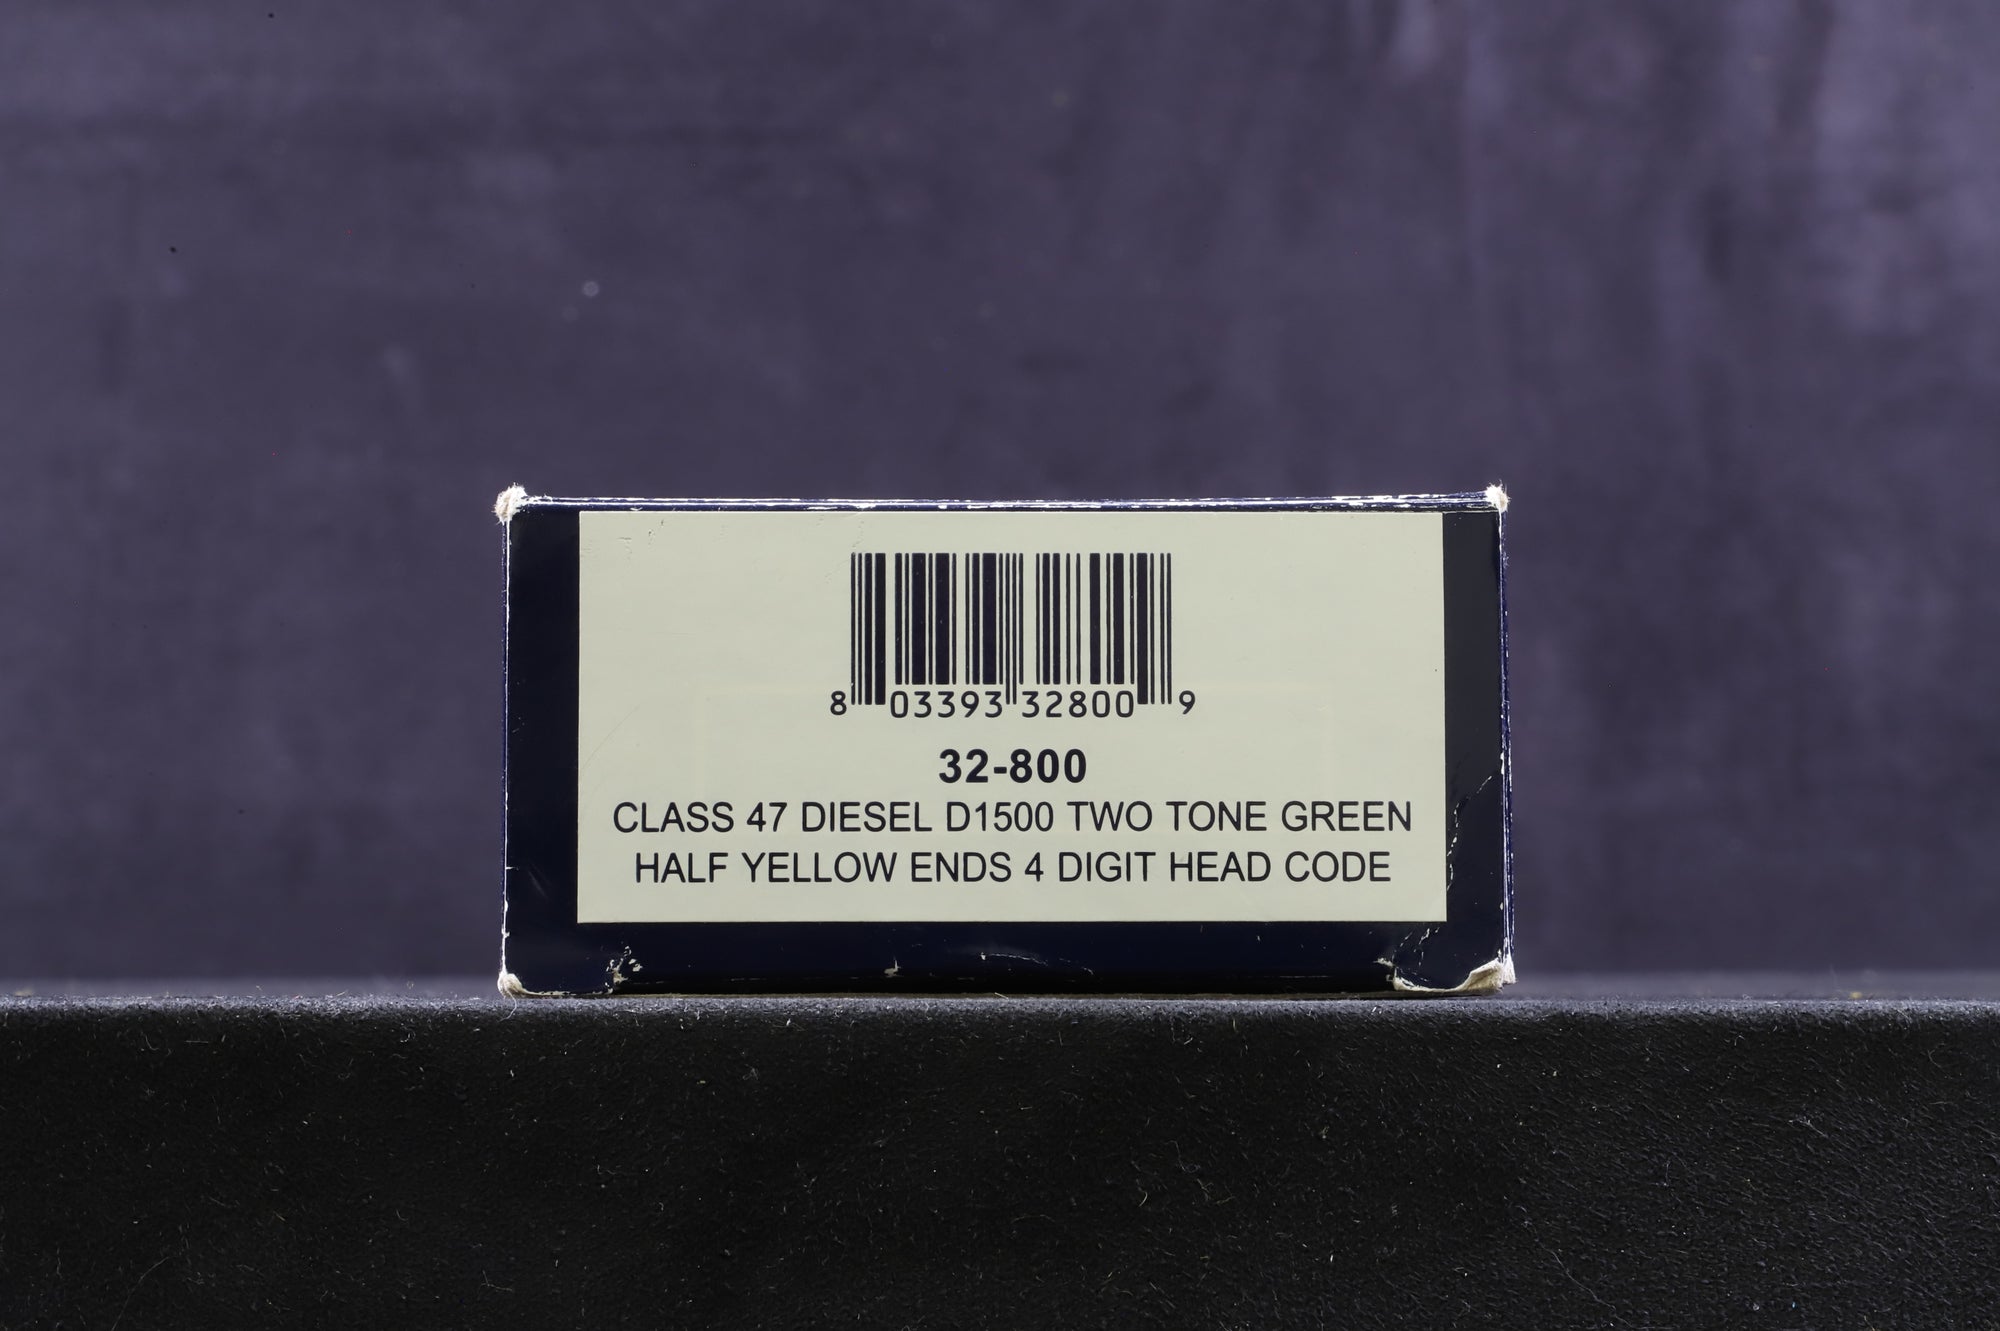 8 03393 32800 9
32-800
CLASS 47 DIESEL D1500 TWO TONE GREEN
HALF YELLOW ENDS 4 DIGIT HEAD CODE